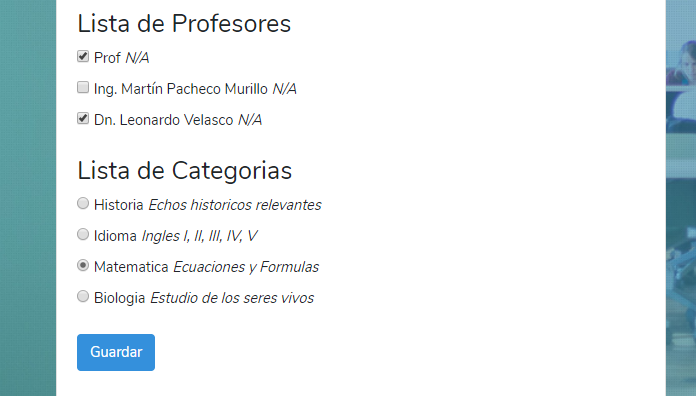 Lista de Profesores
Prof N/A
Ing. Martín Pacheco Murillo N/A
Dn. Leonardo Velasco N/A
Lista de Categorias
Historia Echos historicos relevantes
Idioma Ingles I, II, III, IV, V
Matematica Ecuaciones y Formulas
Biologia Estudio de los seres vivos
Guardar